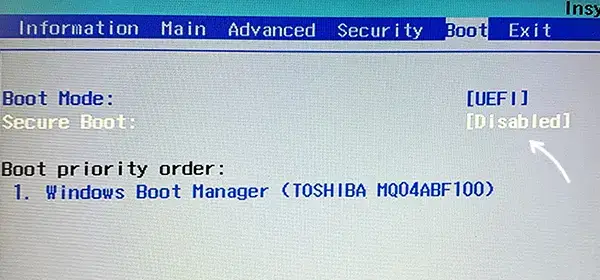 Insy
Information Main Advanced Security Boot Exit
Boot Mode: [UEFI]
Secure Boot: [Disabled]
Boot priority order:
1. Windows Boot Manager (TOSHIBA MQ04ABF100)